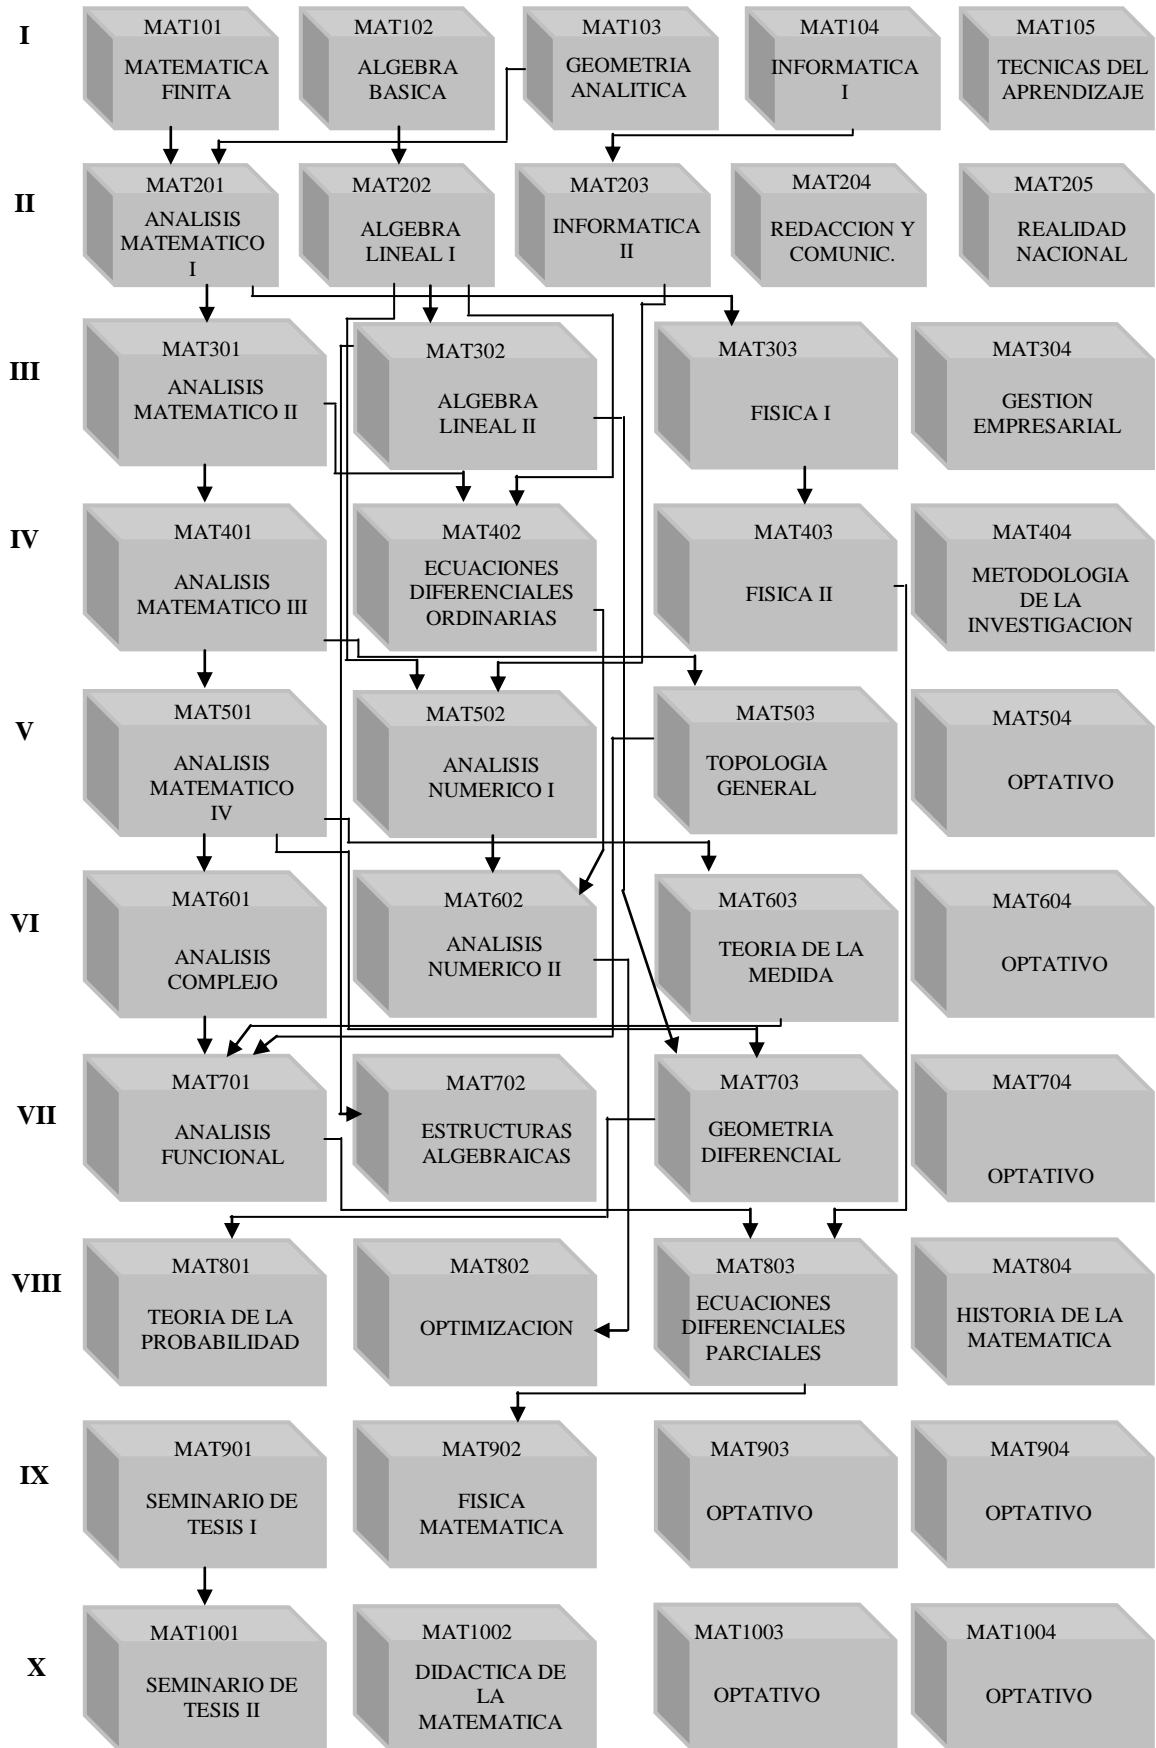 I
MAT101
MATEMATICA
FINITA
MAT102
ALGEBRA
BASICA
MAT103
GEOMETRIA
ANALITICA
MAT104
INFORMATICA
I
MAT105
TECNICAS DEL
APRENDIZAJE
II
MAT201
ANALISIS
MATEMATICO
I
MAT202
ALGEBRA
LINEAL I
MAT203
INFORMATICA
II
MAT204
REDACCION Y
COMUNIC.
MAT205
REALIDAD
NACIONAL
III
MAT301
ANALISIS
MATEMATICO II
MAT302
ALGEBRA
LINEAL II
MAT303
FISICA I
MAT304
GESTION
EMPRESARIAL
IV
MAT401
ANALISIS
MATEMATICO III
MAT402
ECUACIONES
DIFERENCIALES
ORDINARIAS
MAT403
FISICA II
MAT404
METODOLOGIA
DE LA
INVESTIGACION
V
MAT501
ANALISIS
MATEMATICO
IV
MAT502
ANALISIS
NUMERICO I
MAT503
TOPOLOGIA
GENERAL
MAT504
OPTATIVO
VI
MAT601
ANALISIS
COMPLEJO
MAT602
ANALISIS
NUMERICO II
MAT603
TEORIA DE LA
MEDIDA
MAT604
OPTATIVO
VII
MAT701
ANALISIS
FUNCIONAL
MAT702
ESTRUCTURAS
ALGEBRAICAS
MAT703
GEOMETRIA
DIFERENCIAL
MAT704
OPTATIVO
VIII
MAT801
TEORIA DE LA
PROBABILIDAD
MAT802
OPTIMIZACION
MAT803
ECUACIONES
DIFERENCIALES
PARCIALES
MAT804
HISTORIA DE LA
MATEMATICA
IX
MAT901
SEMINARIO DE
TESIS I
MAT902
FISICA
MATEMATICA
MAT903
OPTATIVO
MAT904
OPTATIVO
X
MAT1001
SEMINARIO DE
TESIS II
MAT1002
DIDACTICA DE
LA
MATEMATICA
MAT1003
OPTATIVO
MAT1004
OPTATIVO